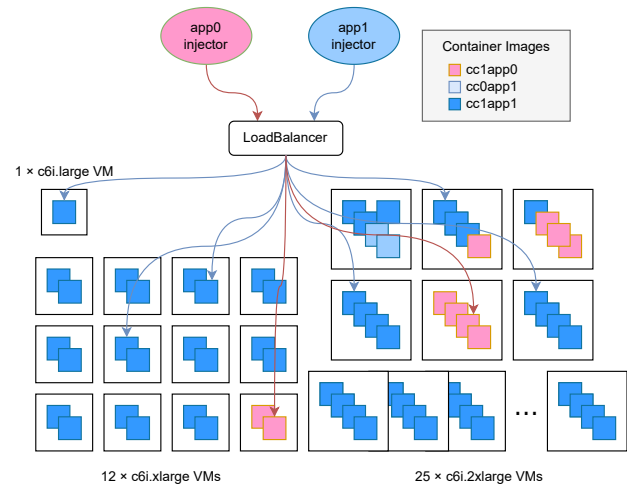 app0
injector
app1
injector
Container Images
cc1app0
cc0app1
cc1app1
LoadBalancer
1 × c6i.large VM
...
12 × c6i.xlarge VMs
25 × c6i.2xlarge VMs